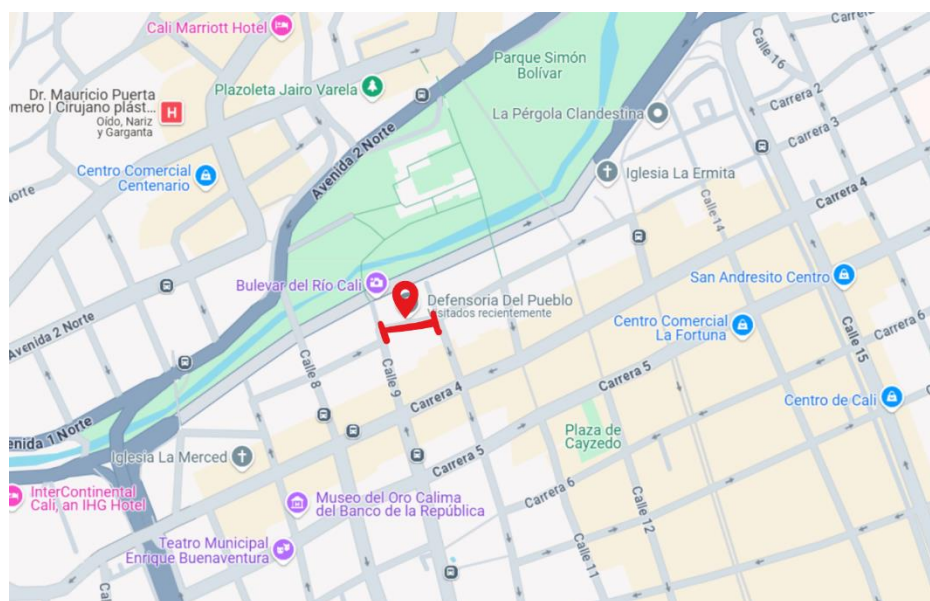 Cali Marriott Hotel
Carrera
Calle 16
Parque Simón
Bolívar
Plazoleta Jairo Varela
Dr. Mauricio Puerta
omero | Cirujano plást...
Oído, Nariz
y Garganta
H
Carrera 2
La Pérgola Clandestina
Carrera 3
Avenida 2 Norte
Centro Comercial
Centenario
Iglesia La Ermita
orte
Carrera 4
Calle 14
Bulevar del Río Cali
San Andresito Centro
Defensoria Del Pueblo
Visitados recientemente
Avenida 2 Norte
Centro Comercial
La Fortuna
Carrera 6
Calle 8
Calle 9
Carrera 4
Carrera 5
Calle 15
Centro de Cali
enida 1 Norte
Iglesia La Merced
Plaza de
Cayzedo
Carrera 5
InterContinental
Cali, an IHG Hotel
Museo del Oro Calima
del Banco de la República
Carrera 6
Calle 12
Teatro Municipal
Enrique Buenaventura
Calle 11